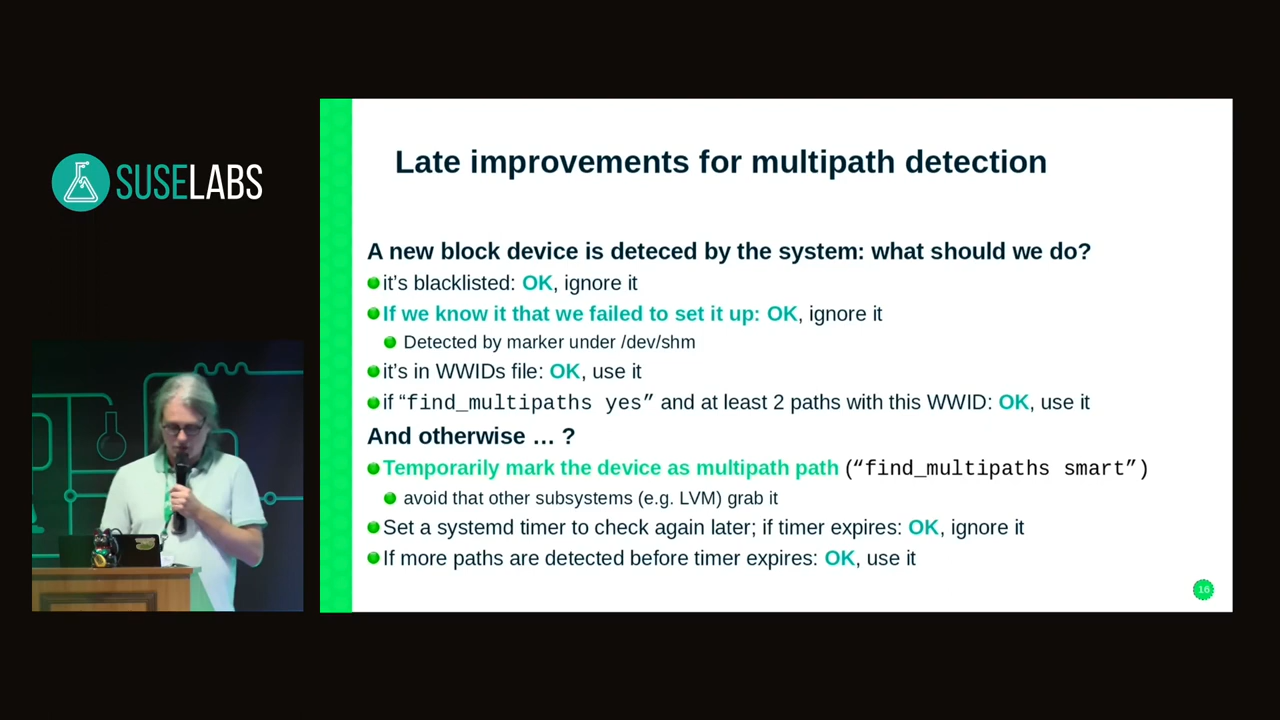 SUSELABS
Late improvements for multipath detection
A new block device is deteced by the system: what should we do?
it’s blacklisted: OK, ignore it
If we know it that we failed to set it up: OK, ignore it
Detected by marker under /dev/shm
it’s in WWIDs file: OK, use it
if “find_multipaths yes” and at least 2 paths with this WWID: OK, use it
And otherwise … ?
Temporarily mark the device as multipath path (“find_multipaths smart”)
avoid that other subsystems (e.g. LVM) grab it
Set a systemd timer to check again later; if timer expires: OK, ignore it
If more paths are detected before timer expires: OK, use it
16